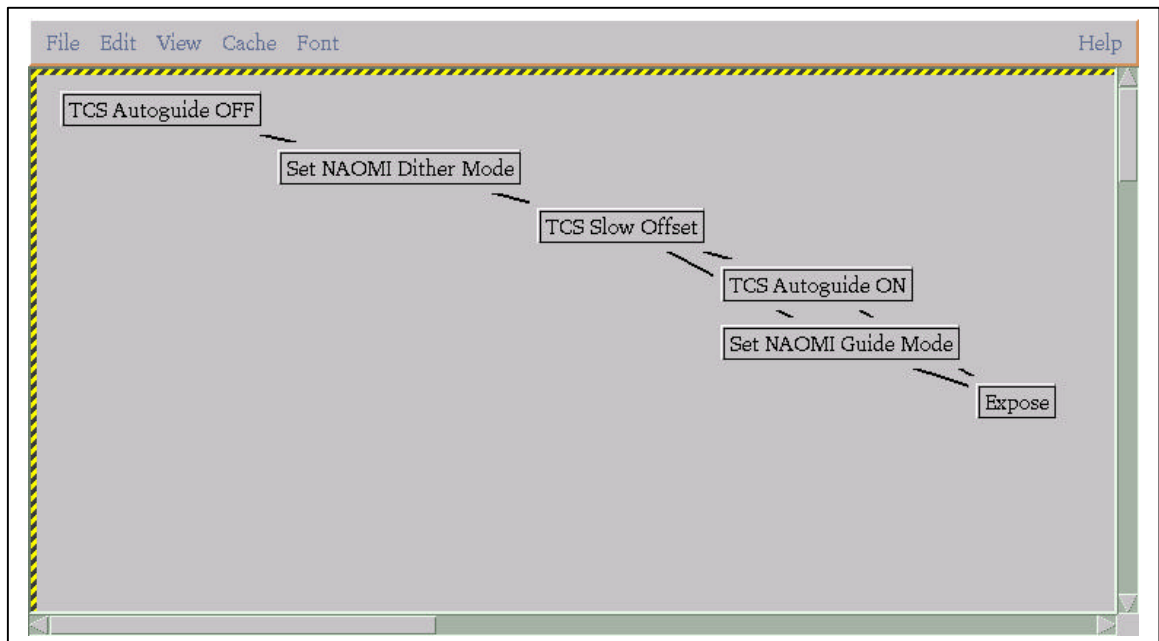 File Edit View Cache Font Help
TCS Autoguide OFF
Set NAOMI Dither Mode
TCS Slow Offset
TCS Autoguide ON
Set NAOMI Guide Mode
Expose